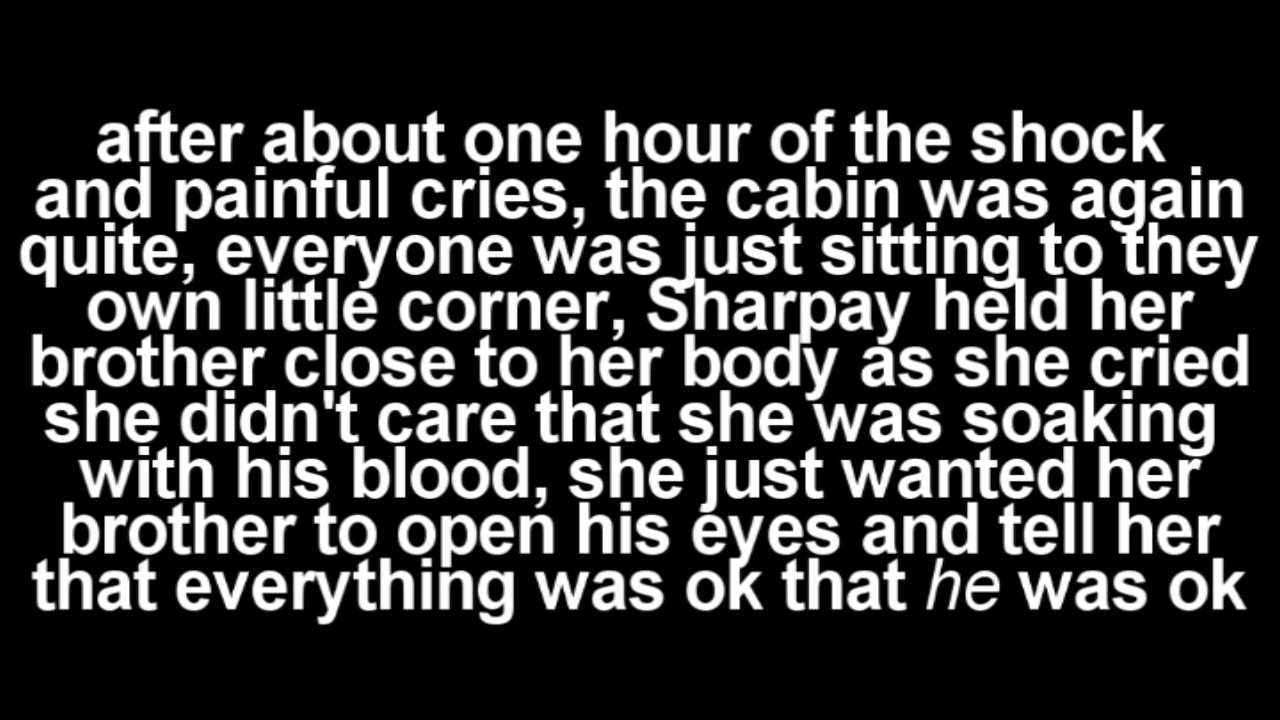 after about one hour of the shock
and painful cries, the cabin was again
quite, everyone was just sitting to they
own little corner, Sharpay held her
brother close to her body as she cried
she didn't care that she was soaking
with his blood, she just wanted her
brother to open his eyes and tell her
that everything was ok that he was ok